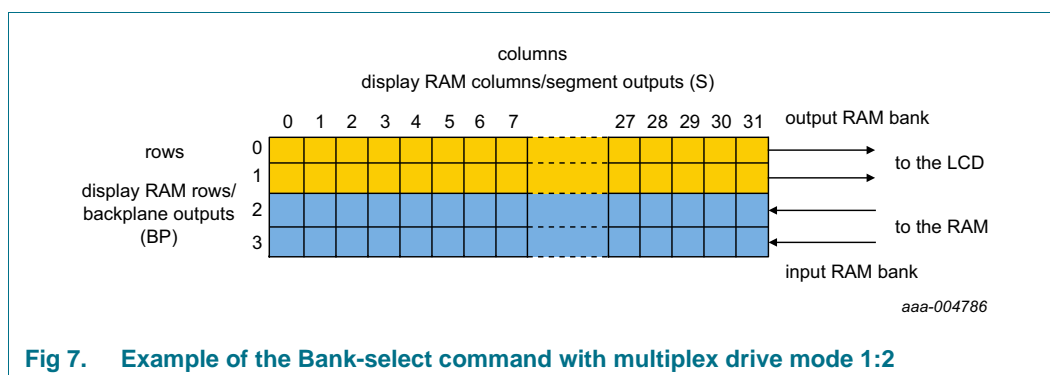 columns
display RAM columns/segment outputs (S)
0 1 2 3 4 5 6 7 27 28 29 30 31 output RAM bank
rows 0
to the LCD
1
display RAM rows/
backplane outputs 2
(BP)
to the RAM
3
input RAM bank
aaa-004786
Fig 7. Example of the Bank-select command with multiplex drive mode 1:2